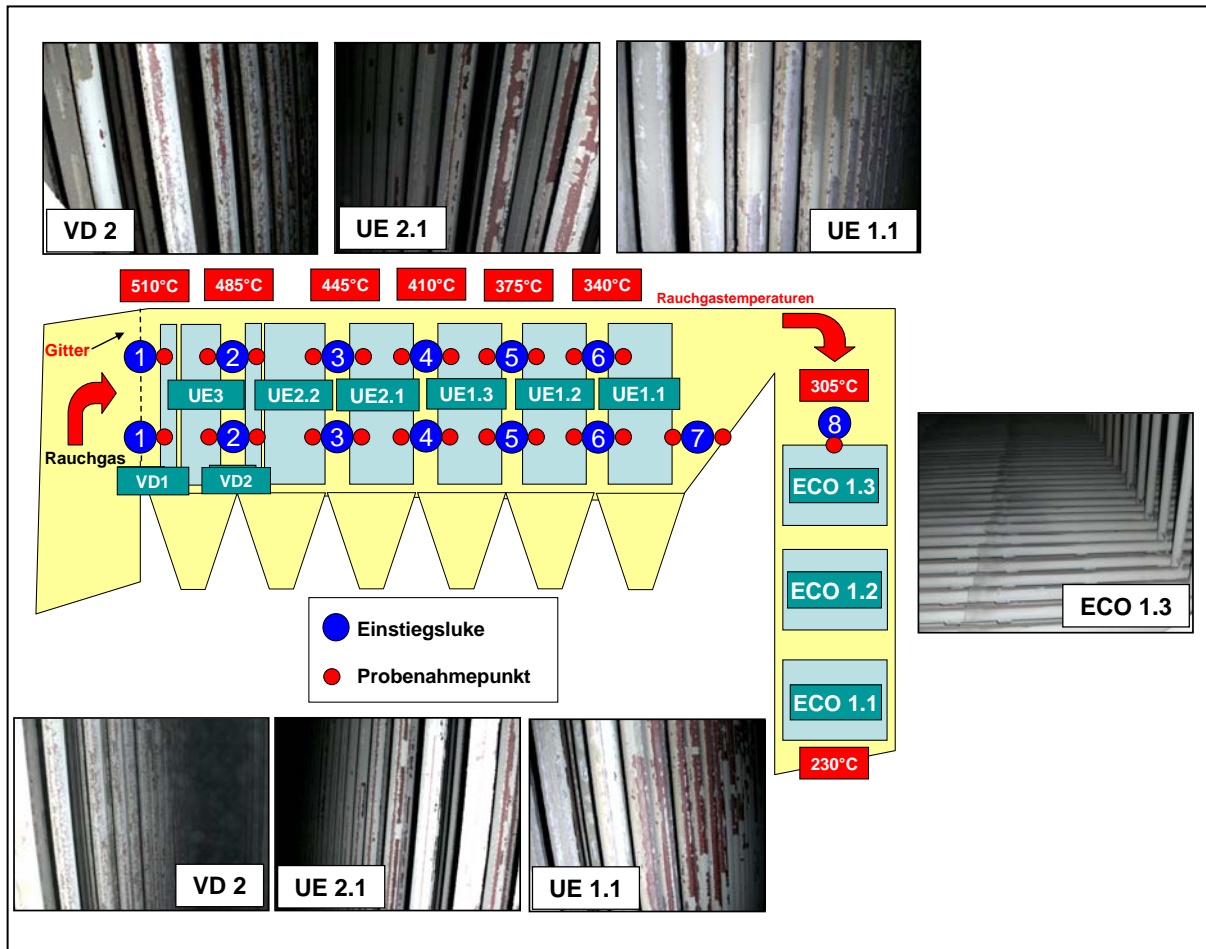 VD 2
UE 2.1
UE 1.1
510°C
485°C
445°C
410°C
375°C
340°C
Rauchgastemperaturen
Gitter
1
2
3
4
5
6
305°C
UE3
UE2.2
UE2.1
UE1.3
UE1.2
UE1.1
8
1
2
3
4
5
6
7
Rauchgas
VD1
VD2
ECO 1.3
ECO 1.2
ECO 1.3
Einstiegsluke
Probenahmepunkt
ECO 1.1
230°C
VD 2
UE 2.1
UE 1.1